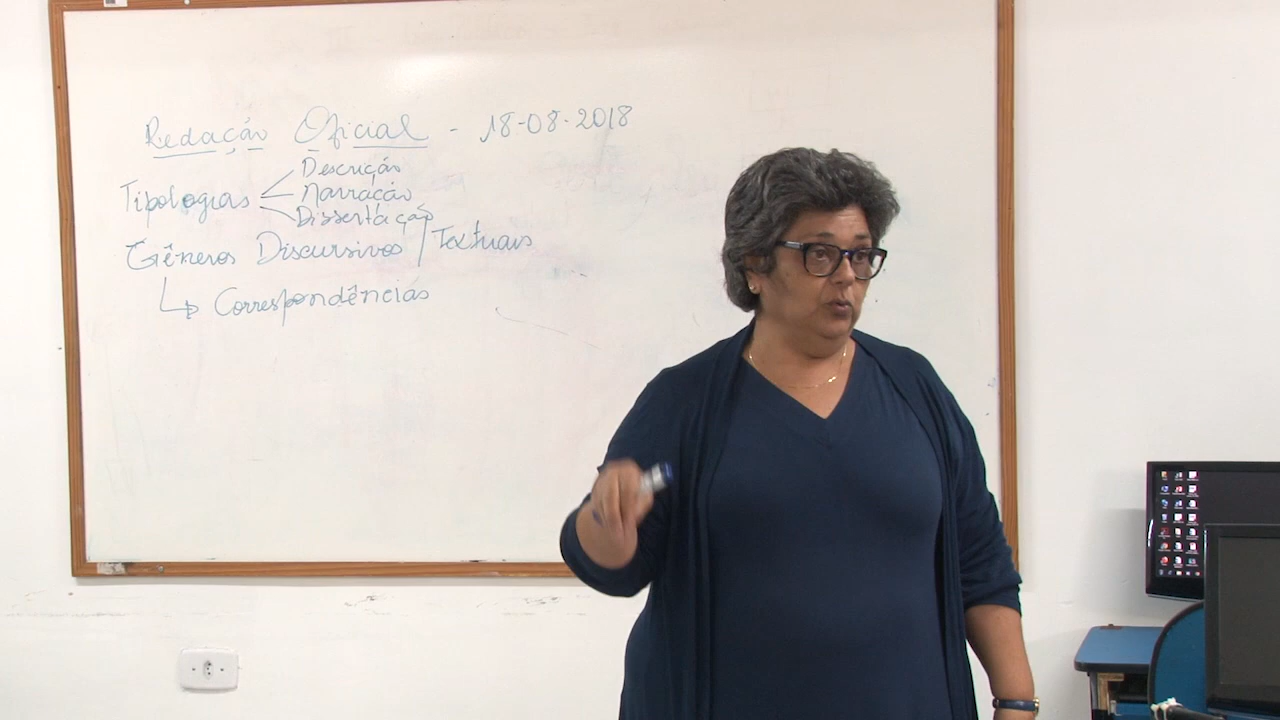 Redação Oficial - 18-08-2018
Descrição
Tipologias Narração
Dissertação
Gêneros Discursivos / Textuais
Correspondências